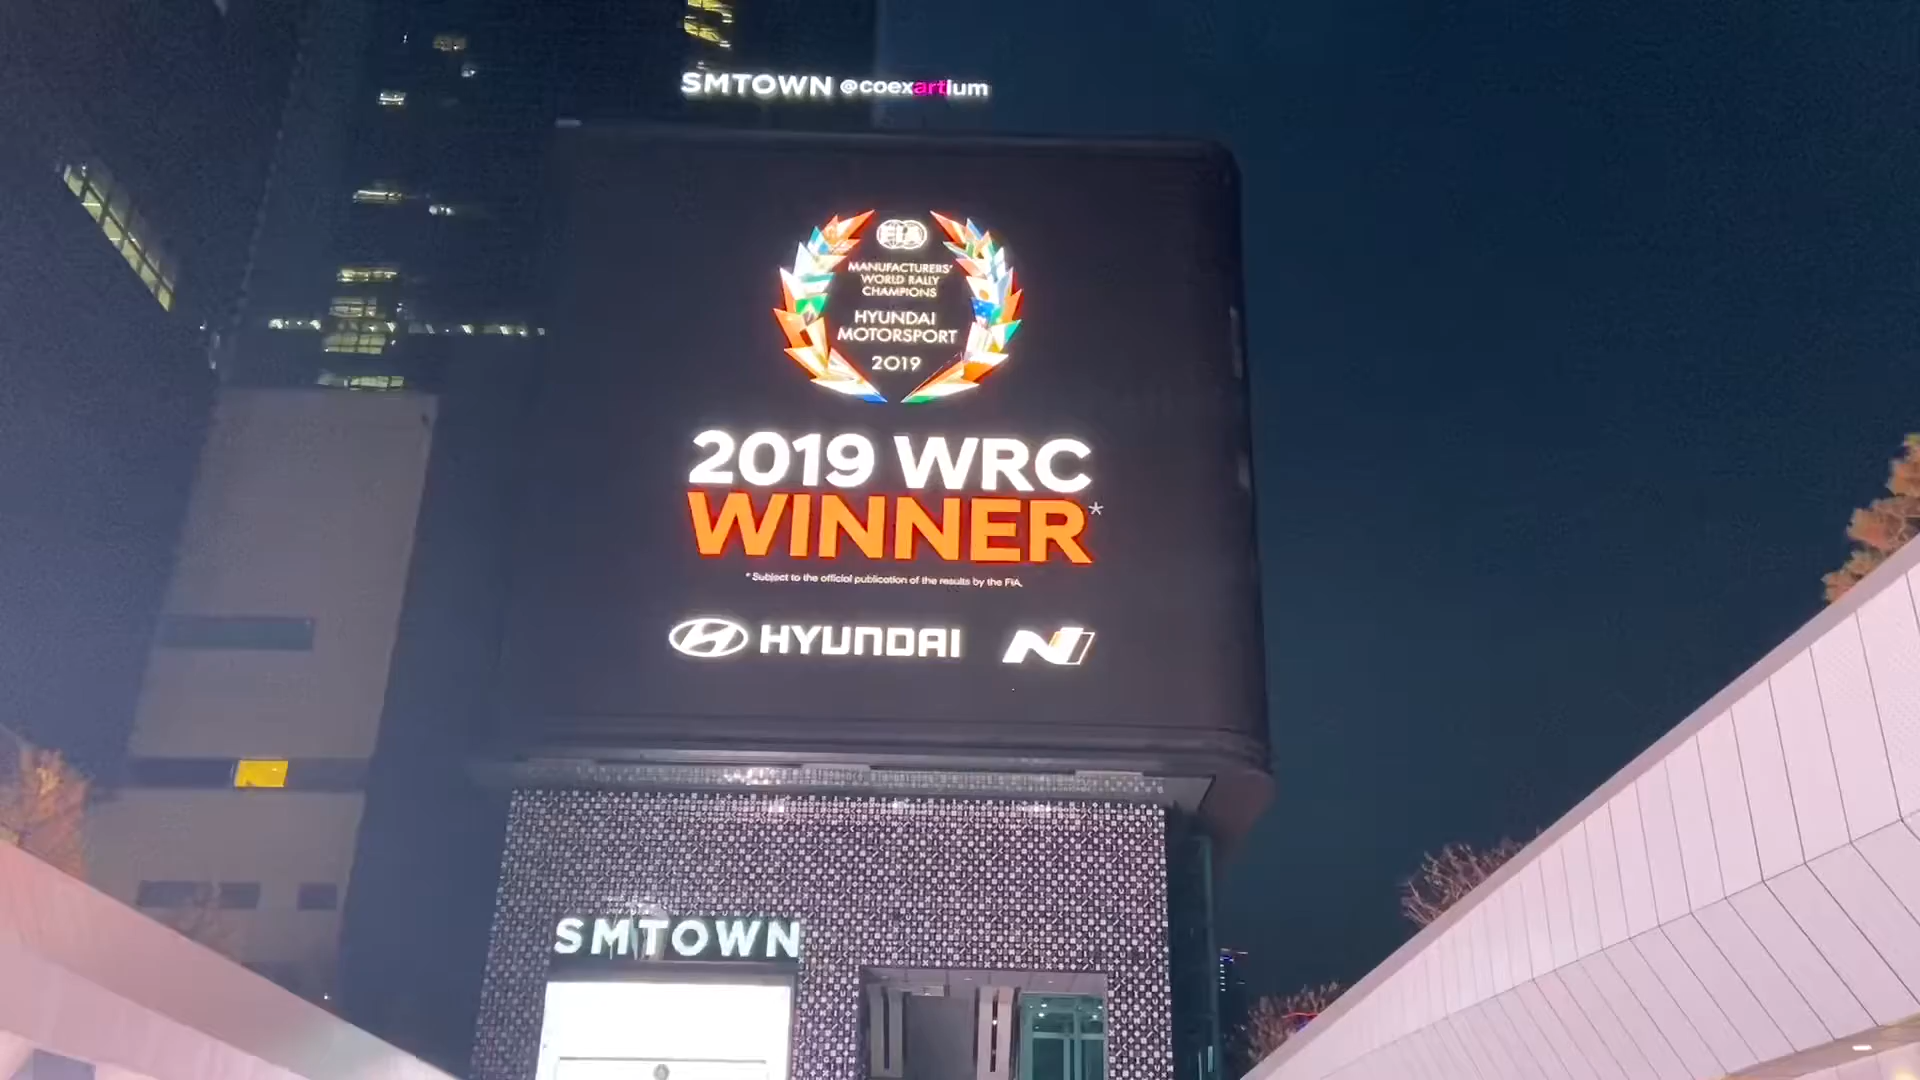 SMTOWN @coexartium
FIA
MANUFACTURERS'
WORLD RALLY
CHAMPIONS
HYUNDAI
MOTORSPORT
2019
2019 WRC
WINNER*
* Subject to the official publication of the results by the FIA.
HYUNDAI N
SMTOWN